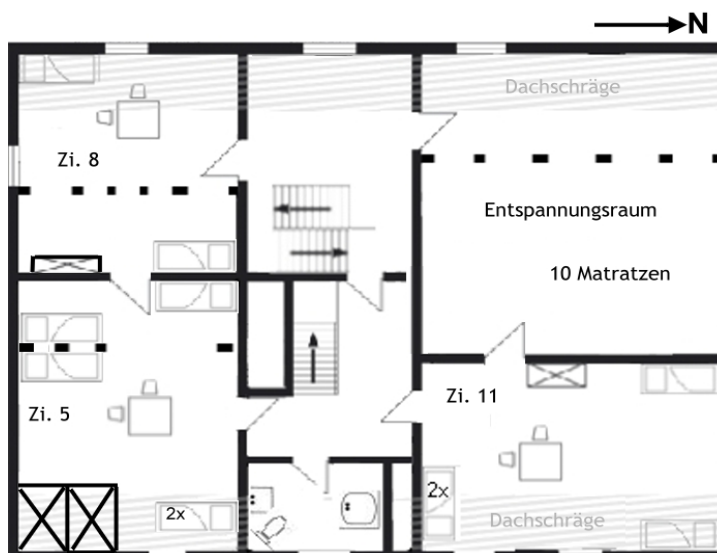 N
Dachschräge
Zi. 8
Entspannungsraum
10 Matratzen
Zi. 11
Zi. 5
2x
2x
Dachschräge